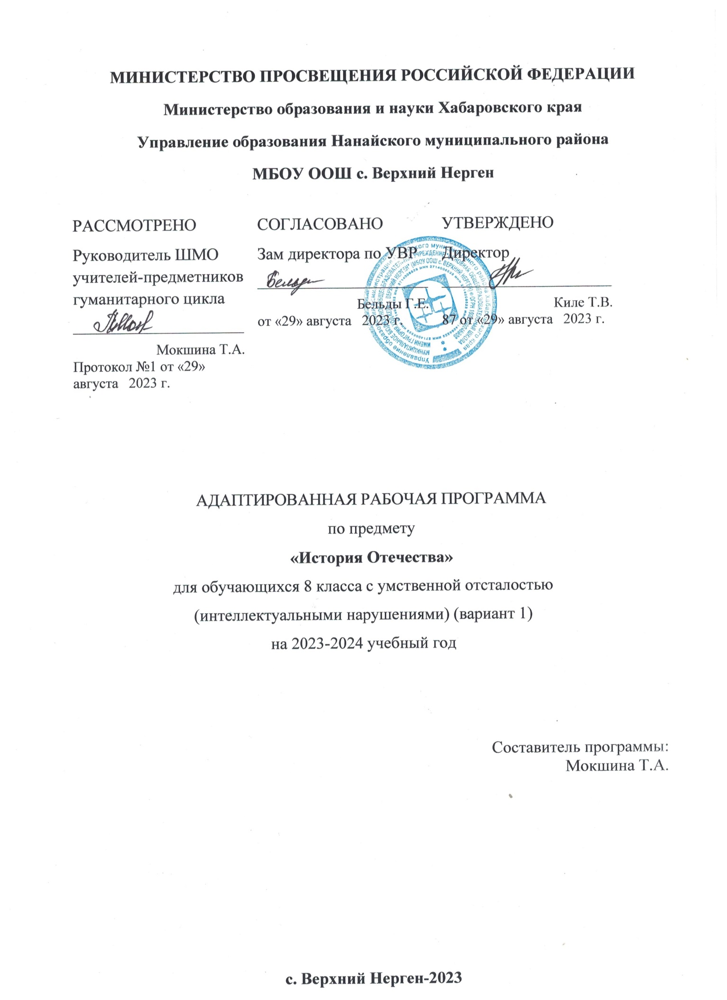 МИНИСТЕРСТВО ПРОСВЕЩЕНИЯ РОССИЙСКОЙ ФЕДЕРАЦИИ
Министерство образования и науки Хабаровского края
Управление образования Нанайского муниципального района
МБОУ ООШ с. Верхний Нерген
РАССМОТРЕНО
Руководитель ШМО
учителей-предметников
гуманитарного цикла
Мокшина Т.А.
Протокол №1 от «29»
августа 2023 г.
СОГЛАСОВАНО
Зам директора по УВР
Бельды
Бельды Г.Е.
от «29» августа 2023 г.
УТВЕРЖДЕНО
Директор
Киле Т.В.
87 от «29» августа 2023 г.
АДАПТИРОВАННАЯ РАБОЧАЯ ПРОГРАММА
по предмету
«История Отечества»
для обучающихся 8 класса с умственной отсталостью
(интеллектуальными нарушениями) (вариант 1)
на 2023-2024 учебный год
Составитель программы:
Мокшина Т.А.
с. Верхний Нерген-2023